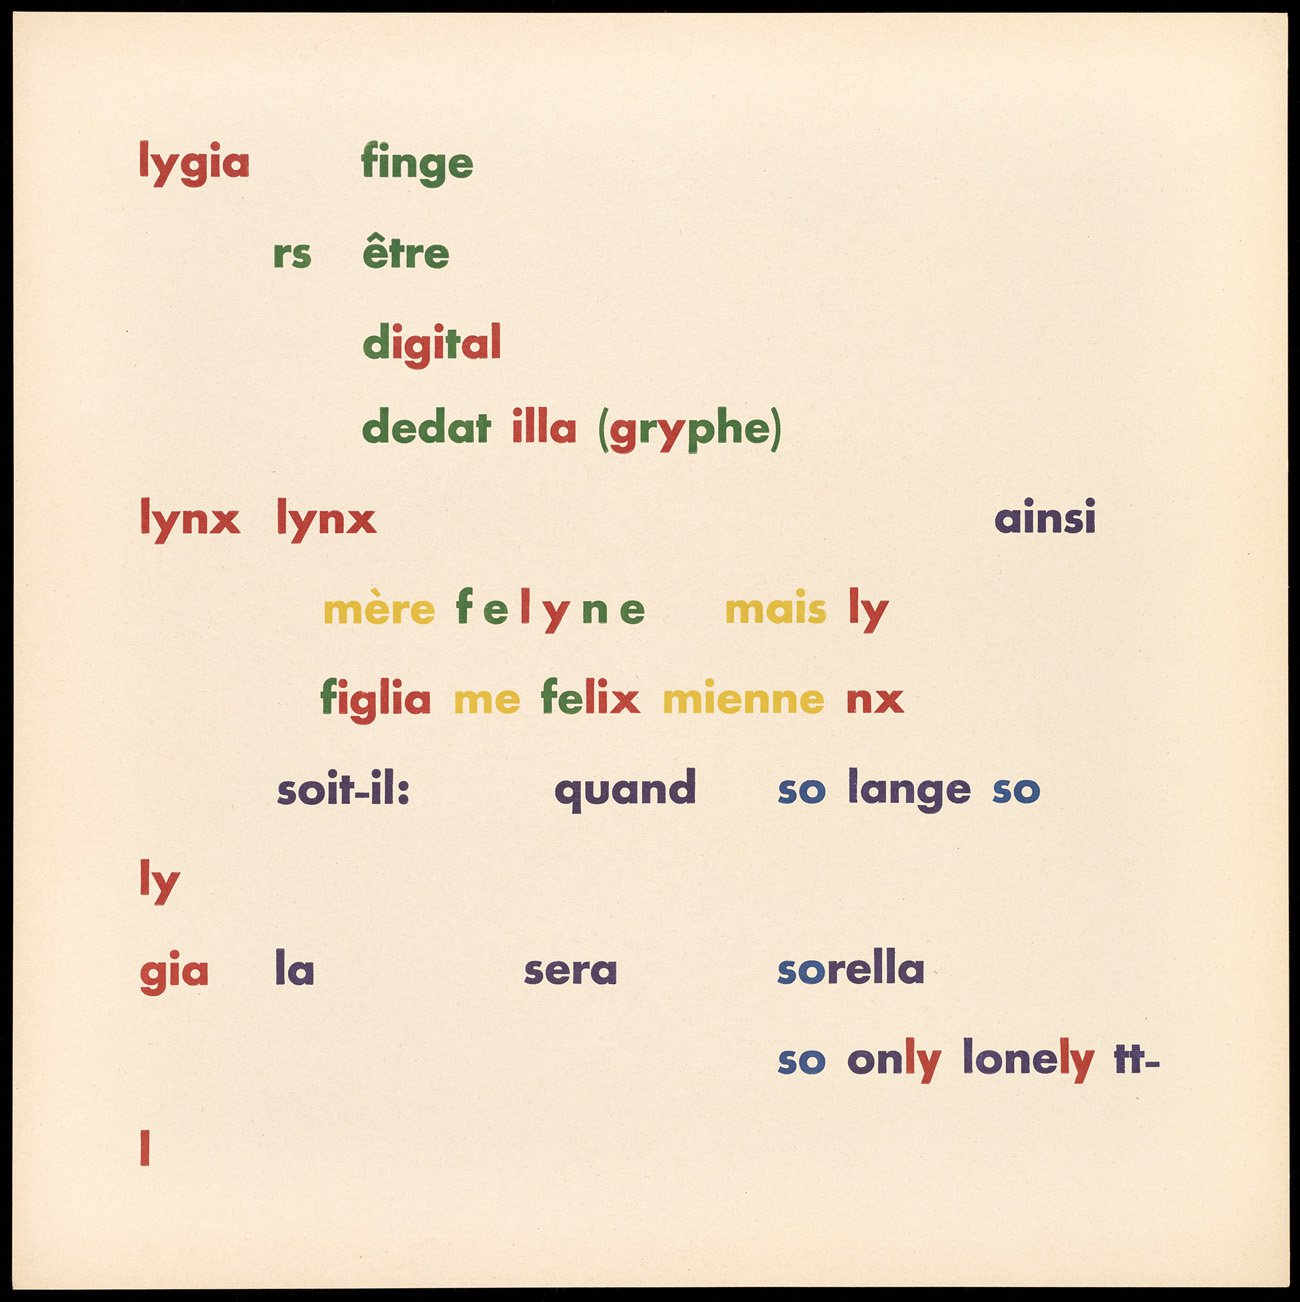 lygia finge
rs être
digital
dedat illa (gryphe)
lynx lynx ainsi
mère felyne mais ly
figlia me felix mienne nx
soit-il: quand so lange so
ly
gia la sera sorella
so only lonely tt-
l